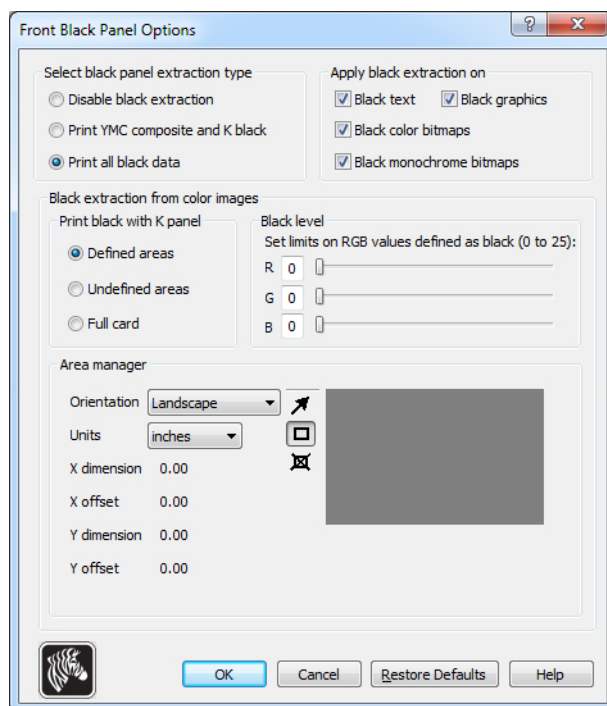 Front Black Panel Options
?
Select black panel extraction type
Disable black extraction
Print YMC composite and K black
Print all black data
Apply black extraction on
Black text
Black graphics
Black color bitmaps
Black monochrome bitmaps
Black extraction from color images
Print black with K panel
Defined areas
Undefined areas
Full card
Black level
Set limits on RGB values defined as black (0 to 25):
R 0
G 0
B 0
Area manager
Orientation Landscape
Units inches
X dimension 0.00
X offset 0.00
Y dimension 0.00
Y offset 0.00
OK
Cancel
Restore Defaults
Help